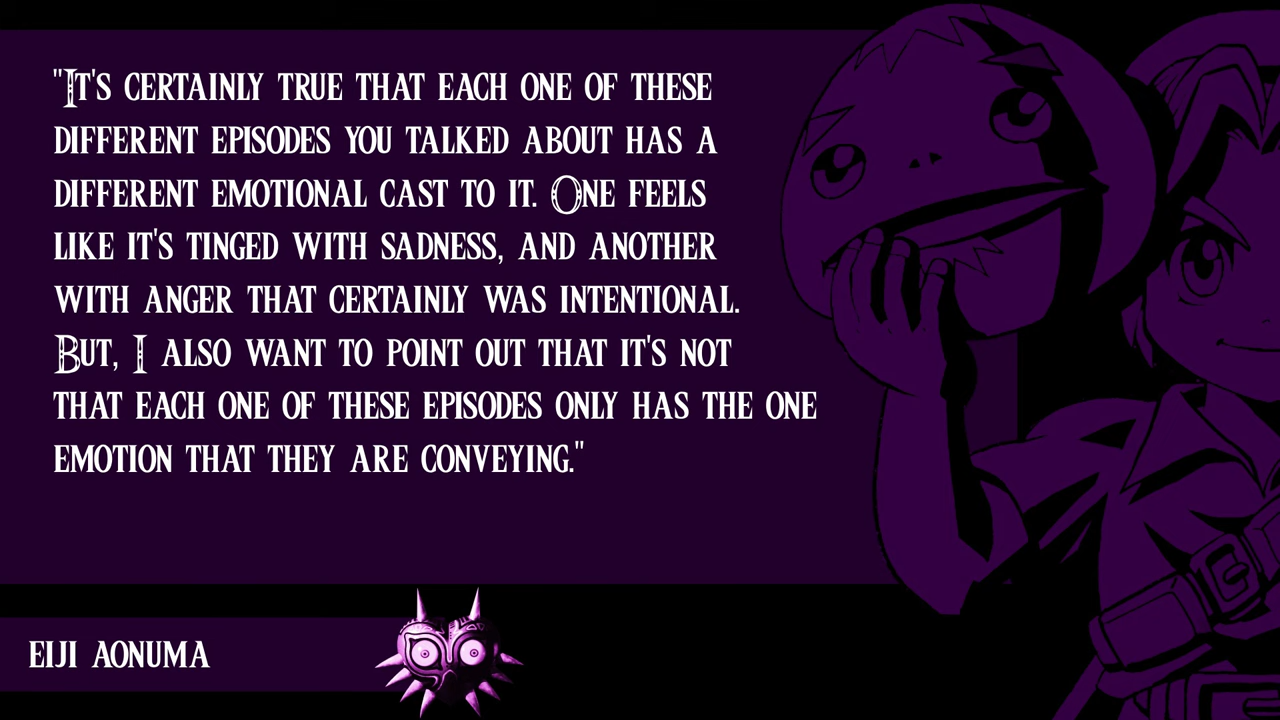 "It's certainly true that each one of these
different episodes you talked about has a
different emotional cast to it. One feels
like it's tinged with sadness, and another
with anger that certainly was intentional.
But, I also want to point out that it's not
that each one of these episodes only has the one
emotion that they are conveying."
Eiji Aonuma